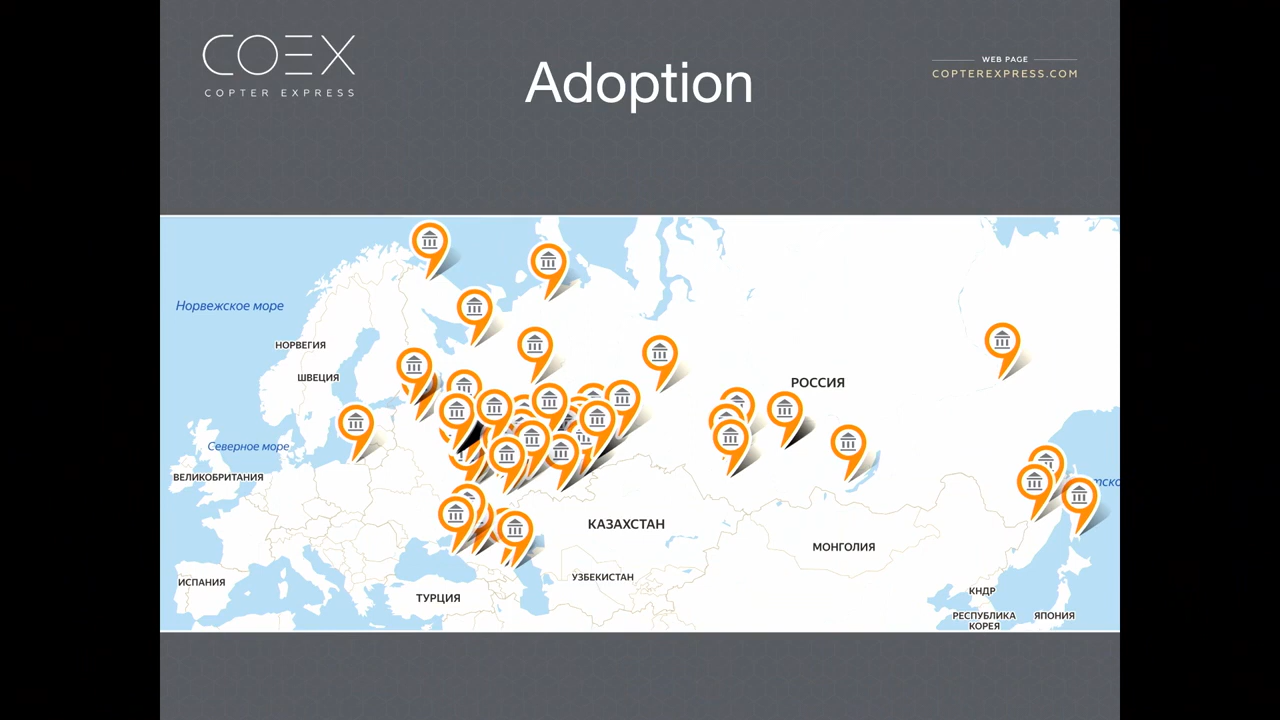 COEX
COPTER EXPRESS
Adoption
WEB PAGE
COPTEREXPRESS.COM
Норвежское море
НОРВЕГИЯ
ШВЕЦИЯ
РОССИЯ
Северное море
ВЕЛИКОБРИТАНИЯ
КАЗАХСТАН
МОНГОЛИЯ
ИСПАНИЯ
УЗБЕКИСТАН
ТУРЦИЯ
КНДР
РЕСПУБЛИКА
КОРЕЯ
ЯПОНИЯ